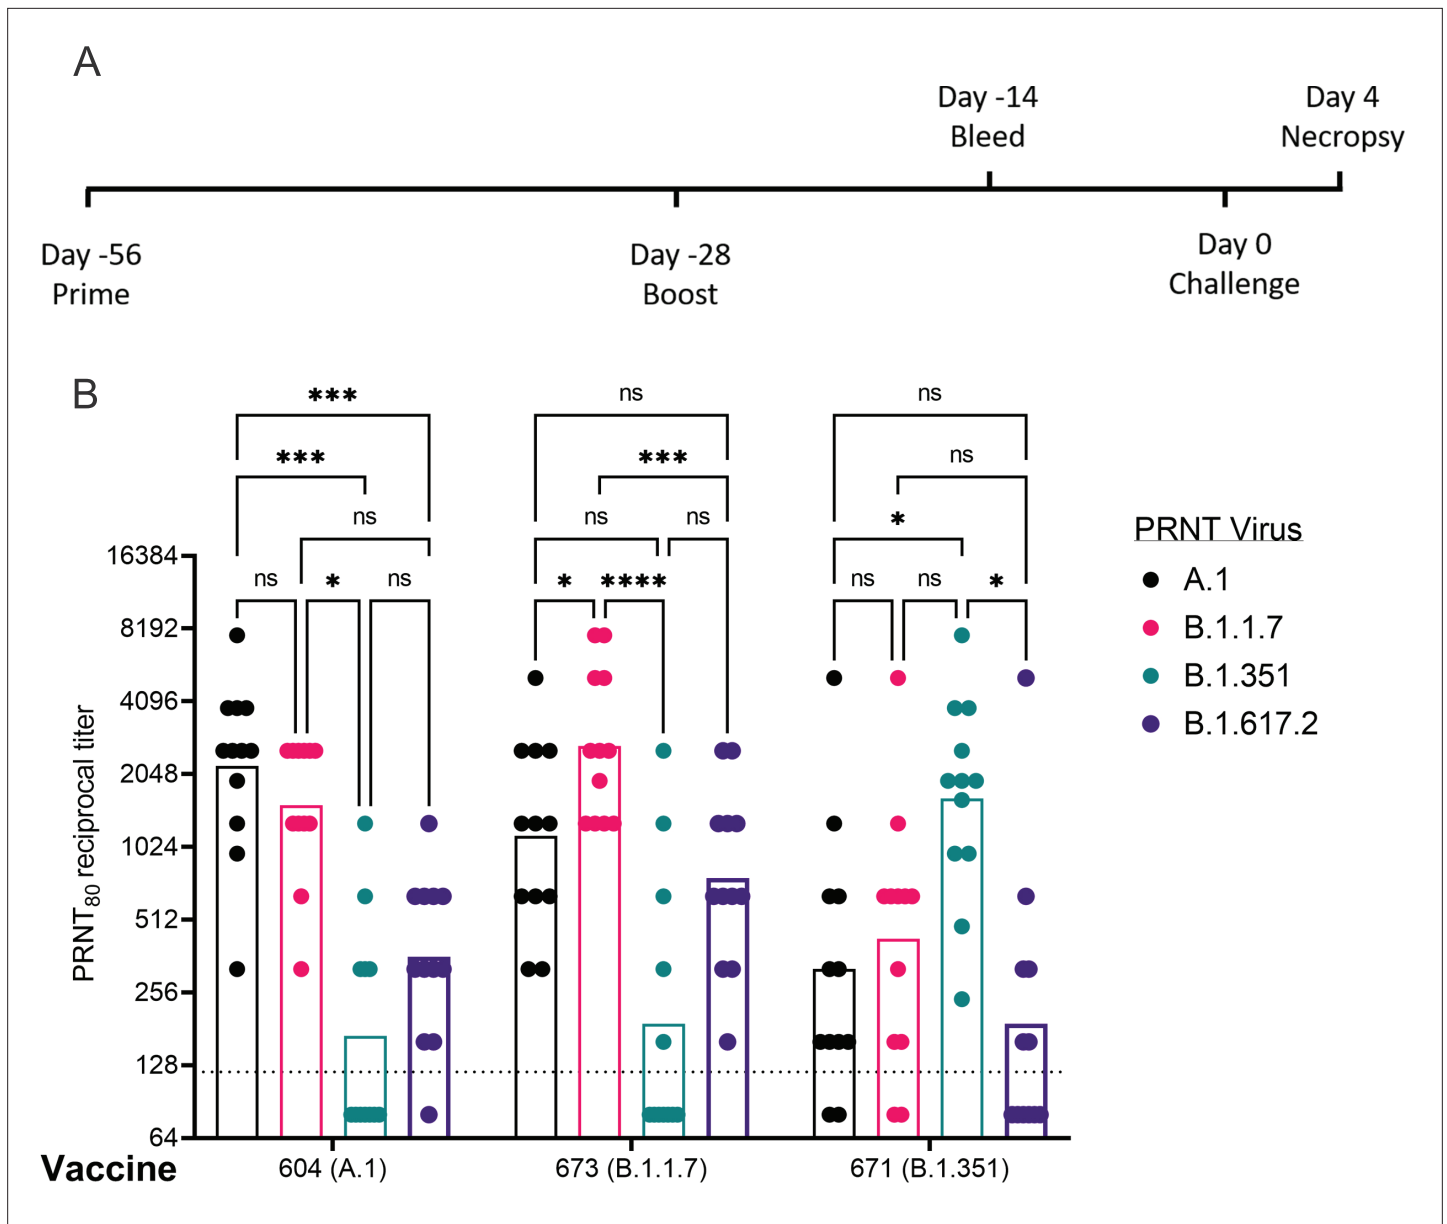 A
Day -14
Bleed
Day 4
Necropsy
Day -56
Prime
Day -28
Boost
Day 0
Challenge
B
*** ns ns
*** *** ns
ns ns ns *
ns * ns * **** ns ns *
PRNT80 reciprocal titer
16384
8192
4096
2048
1024
512
256
128
64
Vaccine 604 (A.1) 673 (B.1.1.7) 671 (B.1.351)
PRNT Virus
A.1
B.1.1.7
B.1.351
B.1.617.2